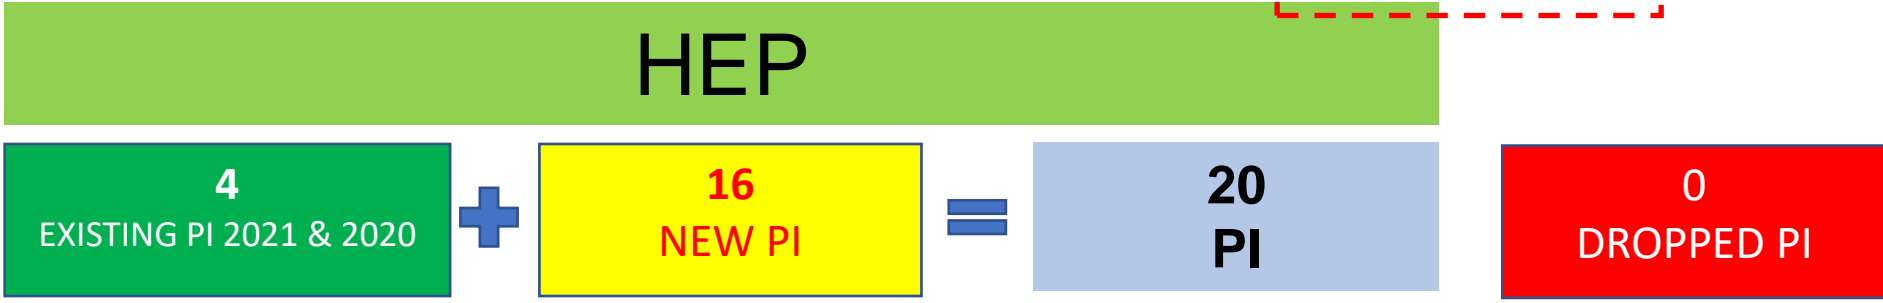 HEP
4
EXISTING PI 2021 & 2020
16
NEW PI
20
PI
0
DROPPED PI